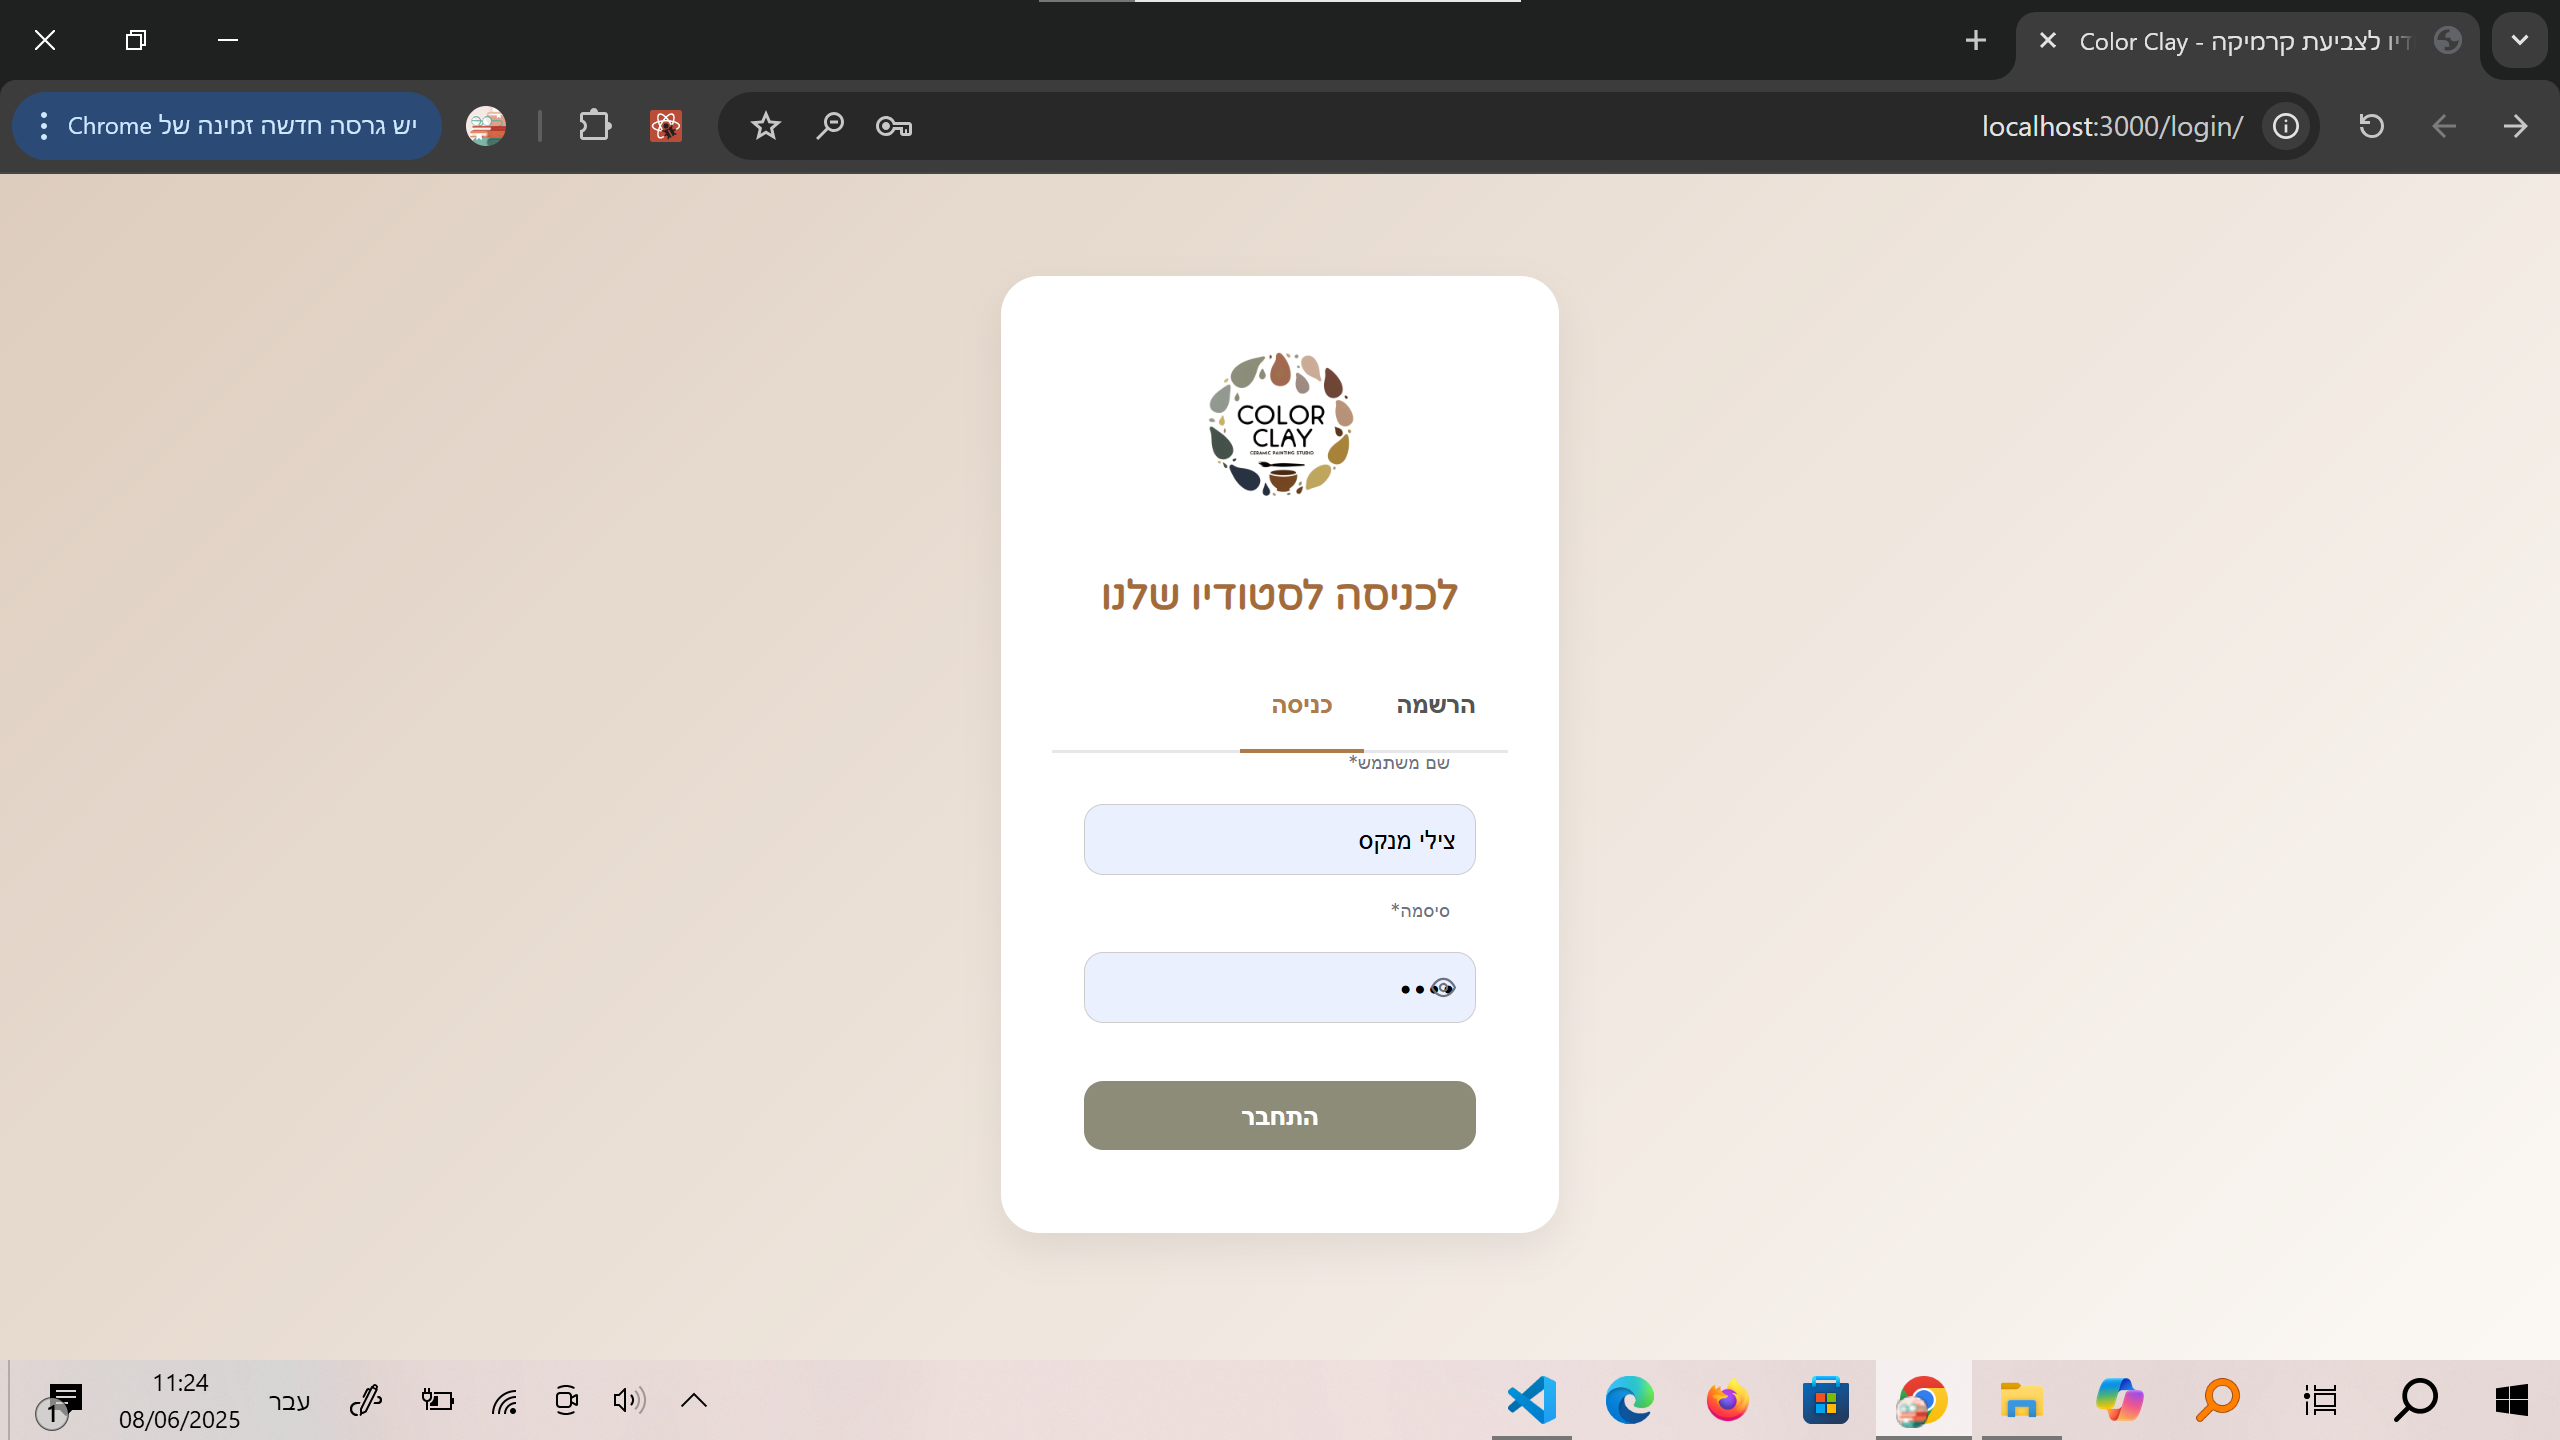 Color Clay - דיו לצביעת קרמיקה
localhost:3000/login/
יש גרסה חדשה זמינה של Chrome
COLOR
CLAY
CERAMIC PAINTING STUDIO
לכניסה לסטודיו שלנו
הרשמה
כניסה
שם משתמש*
צילי מנקס
סיסמה*
התחבר
עבר
11:24
08/06/2025
1